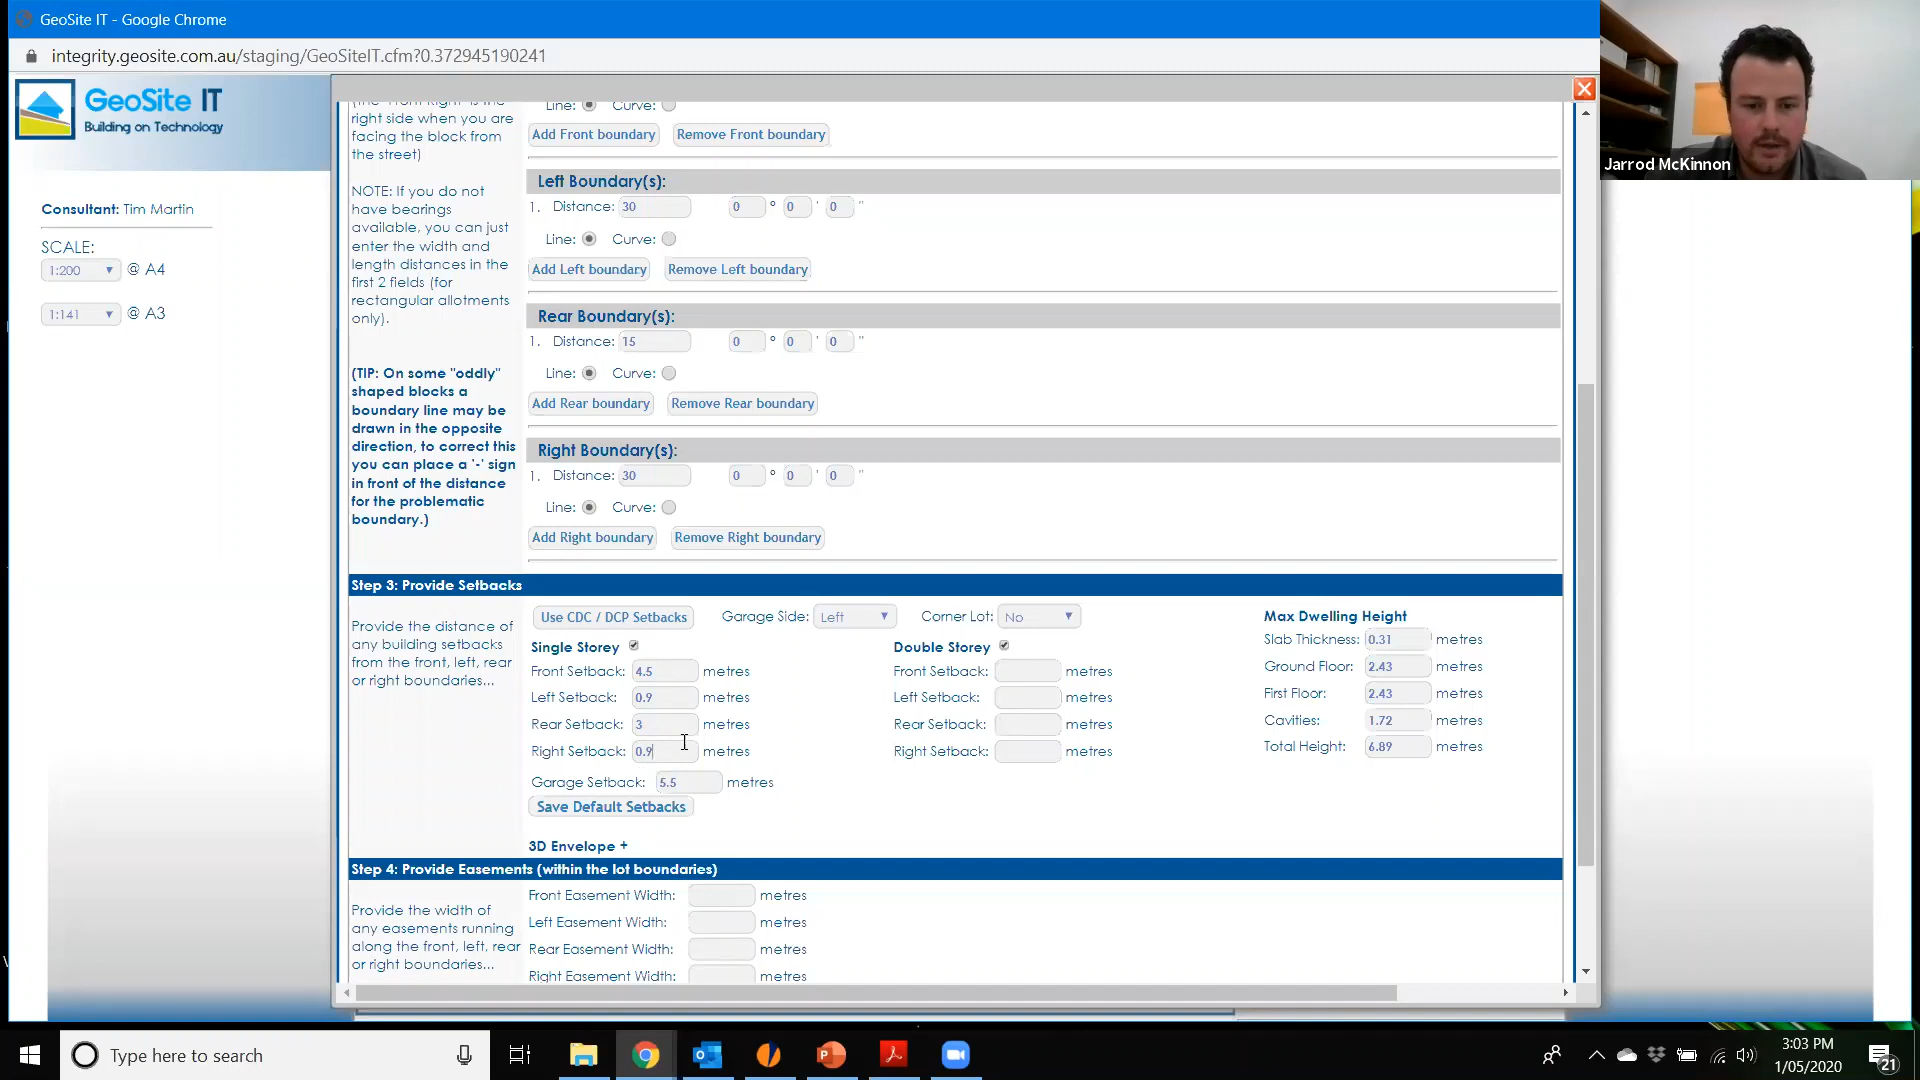 GeoSite IT - Google Chrome
integrity.geosite.com.au/staging/GeoSiteIT.cfm?0.372945190241
GeoSite IT
Building on Technology
Consultant: Tim Martin
SCALE:
1:200 @ A4
1:141 @ A3
right side when you are
facing the block from
the street)
NOTE: If you do not
have bearings
available, you can just
enter the width and
length distances in the
first 2 fields (for
rectangular allotments
only).
(TIP: On some "oddly"
shaped blocks a
boundary line may be
drawn in the opposite
direction, to correct this
you can place a '-' sign
in front of the distance
for the problematic
boundary.)
Line: Curve:
Add Front boundary Remove Front boundary
Left Boundary(s):
1. Distance: 30 0 ° 0 ' 0 "
Line: Curve:
Add Left boundary Remove Left boundary
Rear Boundary(s):
1. Distance: 15 0 ° 0 ' 0 "
Line: Curve:
Add Rear boundary Remove Rear boundary
Right Boundary(s):
1. Distance: 30 0 ° 0 ' 0 "
Line: Curve:
Add Right boundary Remove Right boundary
Step 3: Provide Setbacks
Provide the distance of
any building setbacks
from the front, left, rear
or right boundaries...
Use CDC / DCP Setbacks Garage Side: Left Corner Lot: No
Single Storey
Front Setback: 4.5 metres
Left Setback: 0.9 metres
Rear Setback: 3 metres
Right Setback: 0.9 metres
Garage Setback: 5.5 metres
Save Default Setbacks
3D Envelope +
Double Storey
Front Setback: metres
Left Setback: metres
Rear Setback: metres
Right Setback: metres
Max Dwelling Height
Slab Thickness: 0.31 metres
Ground Floor: 2.43 metres
First Floor: 2.43 metres
Cavities: 1.72 metres
Total Height: 6.89 metres
Step 4: Provide Easements (within the lot boundaries)
Provide the width of
any easements running
along the front, left, rear
or right boundaries...
Front Easement Width: metres
Left Easement Width: metres
Rear Easement Width: metres
Right Easement Width: metres
Jarrod McKinnon
Type here to search
3:03 PM
1/05/2020
21